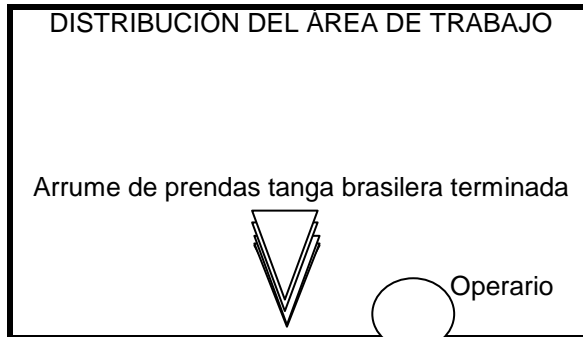 DISTRIBUCIÓN DEL ÁREA DE TRABAJO
Arrume de prendas tanga brasilera terminada
Operario